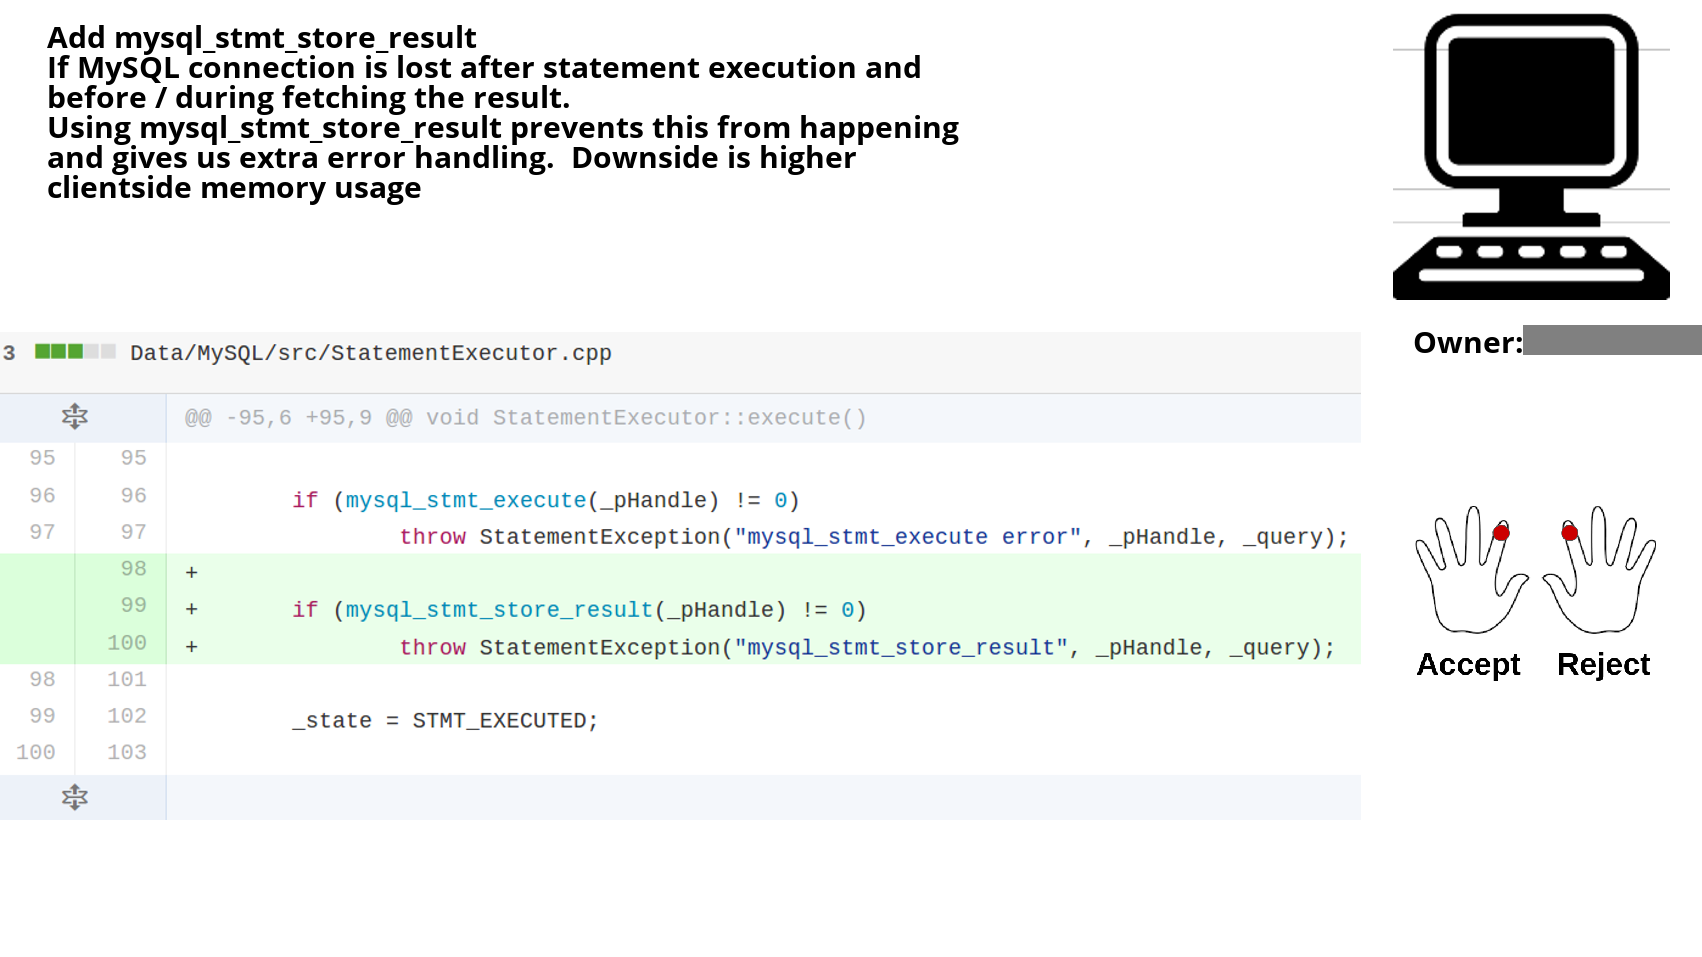 Add mysql_stmt_store_result
If MySQL connection is lost after statement execution and
before / during fetching the result.
Using mysql_stmt_store_result prevents this from happening
and gives us extra error handling.  Downside is higher
clientside memory usage
Owner:
3 Data/MySQL/src/StatementExecutor.cpp
@@ -95,6 +95,9 @@ void StatementExecutor::execute()
95 95
96 96 if (mysql_stmt_execute(_pHandle) != 0)
97 97 throw StatementException("mysql_stmt_execute error", _pHandle, _query);
98 +
99 + if (mysql_stmt_store_result(_pHandle) != 0)
100 + throw StatementException("mysql_stmt_store_result", _pHandle, _query);
98 101
99 102 _state = STMT_EXECUTED;
100 103
Accept Reject